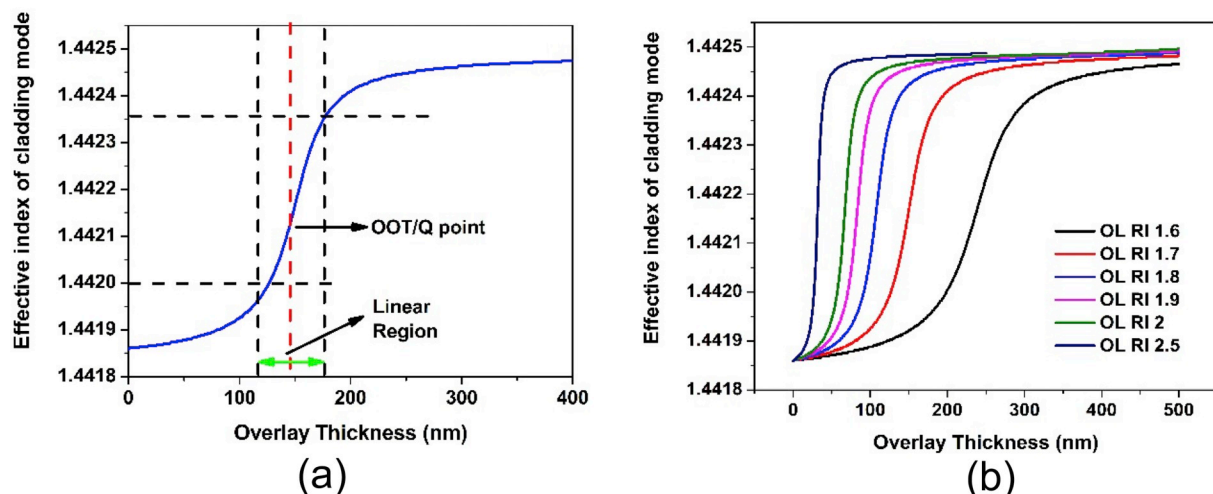 Effective index of cladding mode
1.4425
1.4424
1.4423
1.4422
1.4421
1.4420
1.4419
1.4418
OOT/Q point
Linear
Region
0
100
200
300
400
Overlay Thickness (nm)
(a)
Effective index of cladding mode
1.4425
1.4424
1.4423
1.4422
1.4421
1.4420
1.4419
1.4418
OL RI 1.6
OL RI 1.7
OL RI 1.8
OL RI 1.9
OL RI 2
OL RI 2.5
0
100
200
300
400
500
Overlay Thickness (nm)
(b)